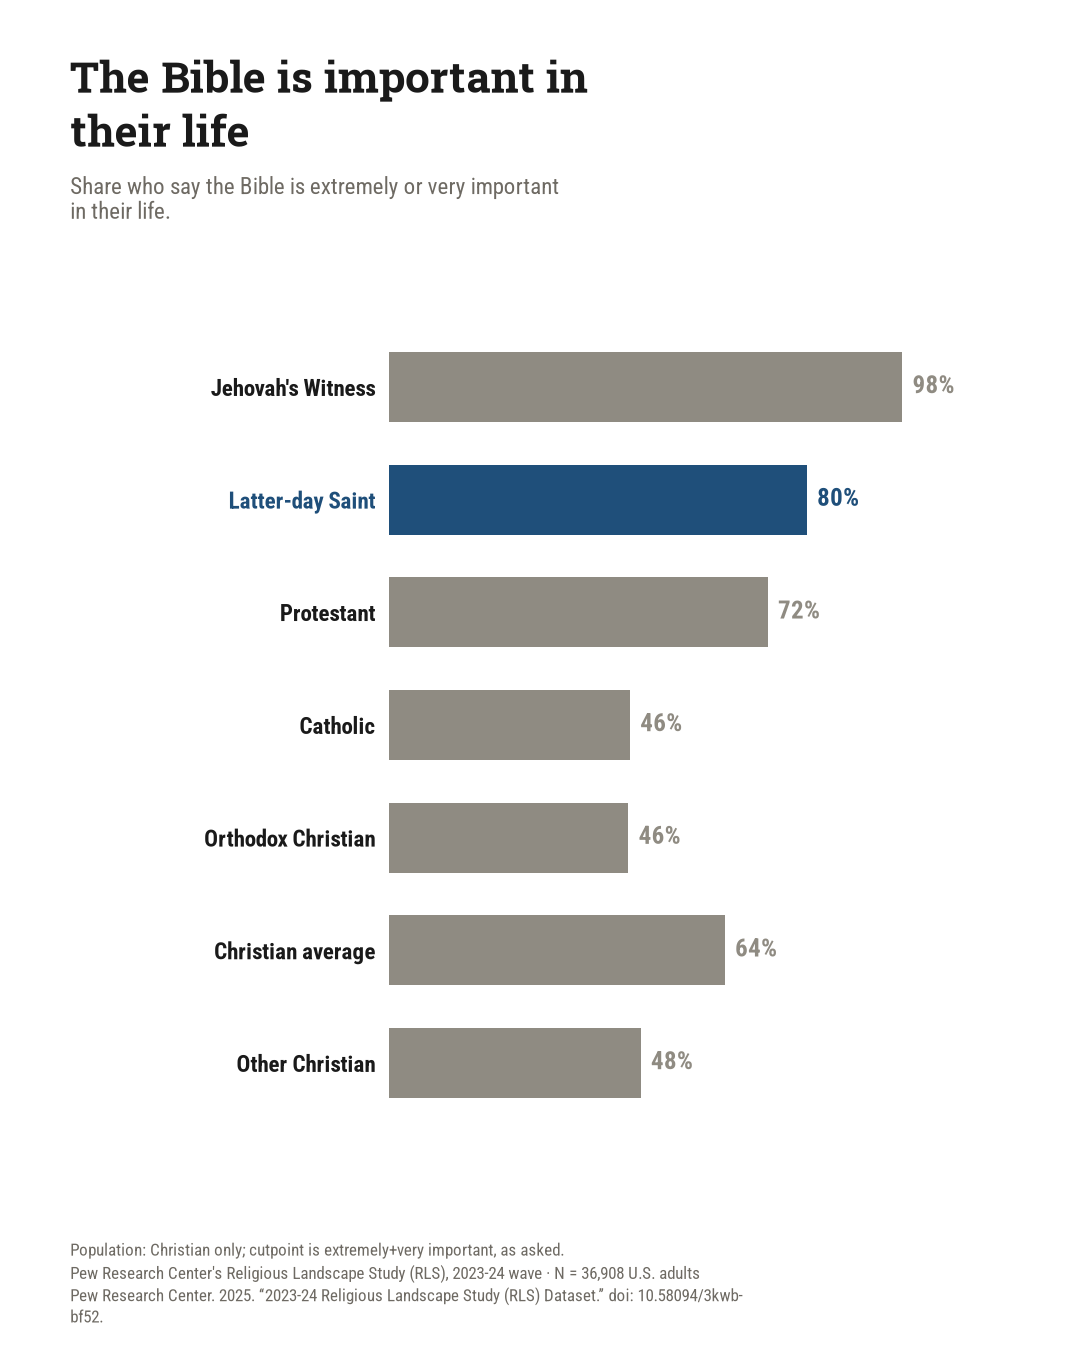 The Bible is important in
their life
Share who say the Bible is extremely or very important
in their life.
Jehovah's Witness 98%
Latter-day Saint 80%
Protestant 72%
Catholic 46%
Orthodox Christian 46%
Christian average 64%
Other Christian 48%
Population: Christian only; cutpoint is extremely+very important, as asked.
Pew Research Center's Religious Landscape Study (RLS), 2023-24 wave · N = 36,908 U.S. adults
Pew Research Center. 2025. “2023-24 Religious Landscape Study (RLS) Dataset.” doi: 10.58094/3kwb-
bf52.